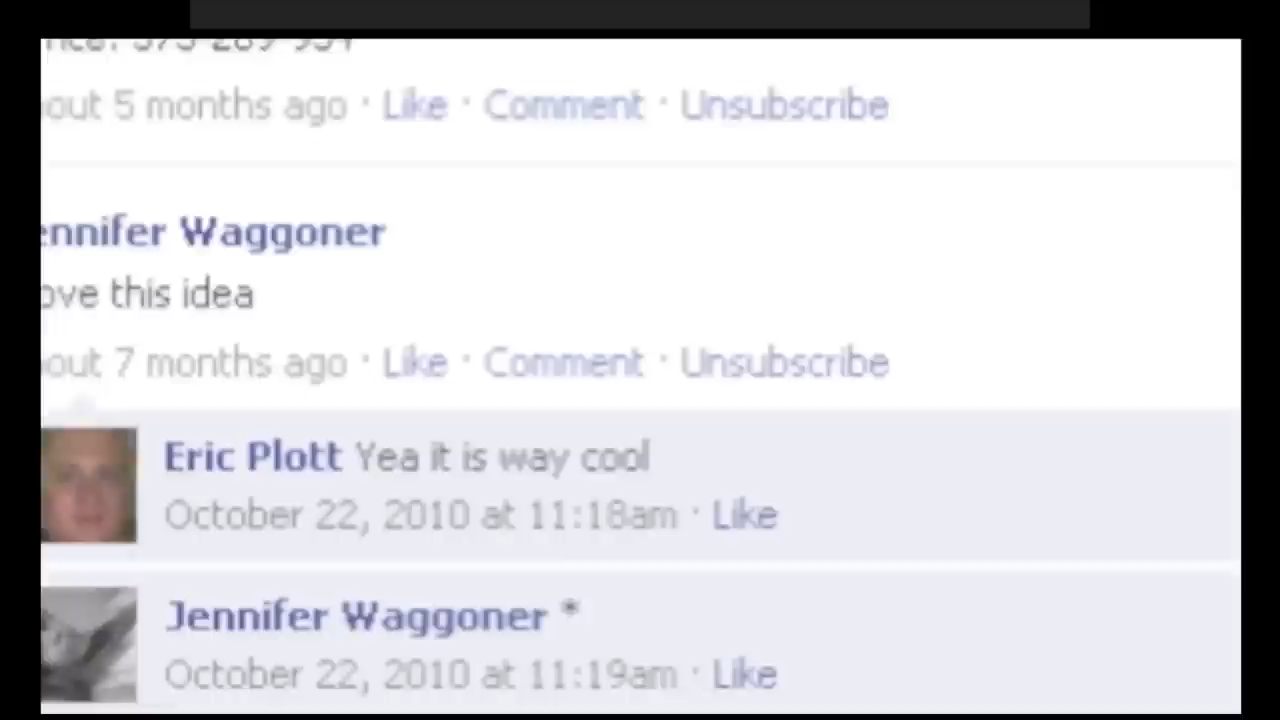 out 5 months ago · Like · Comment · Unsubscribe
ennifer Waggoner
ove this idea
out 7 months ago · Like · Comment · Unsubscribe
Eric Plott Yea it is way cool
October 22, 2010 at 11:18am · Like
Jennifer Waggoner *
October 22, 2010 at 11:19am · Like